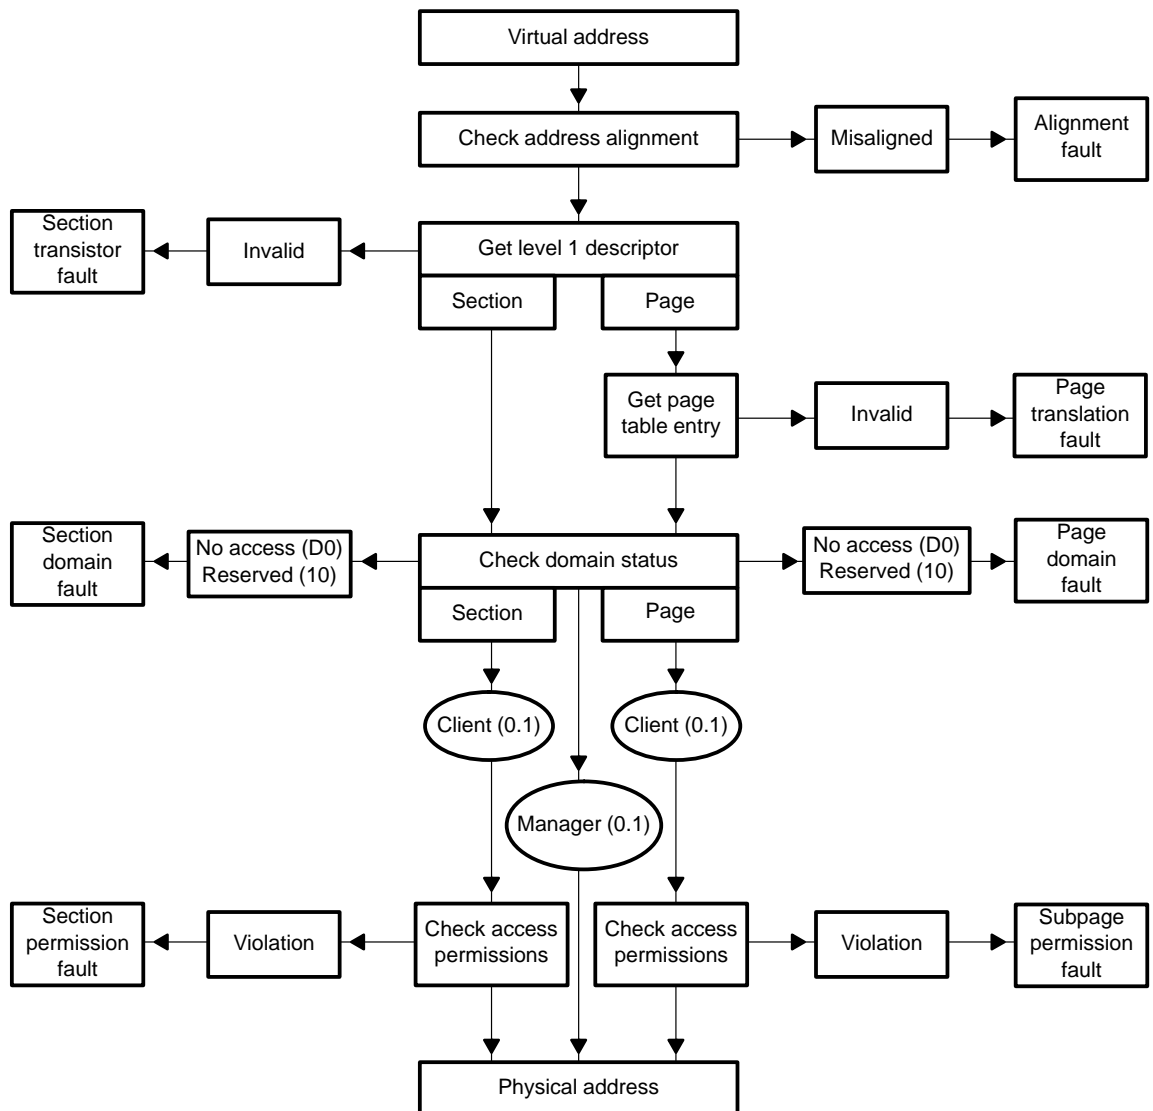 Virtual address
Check address alignment
Misaligned
Alignment
fault
Section
transistor
fault
Invalid
Get level 1 descriptor
Section
Page
Get page
table entry
Invalid
Page
translation
fault
Section
domain
fault
No access (D0)
Reserved (10)
Check domain status
No access (D0)
Reserved (10)
Page
domain
fault
Section
Page
Client (0.1)
Client (0.1)
Manager (0.1)
Section
permission
fault
Violation
Check access
permissions
Check access
permissions
Violation
Subpage
permission
fault
Physical address